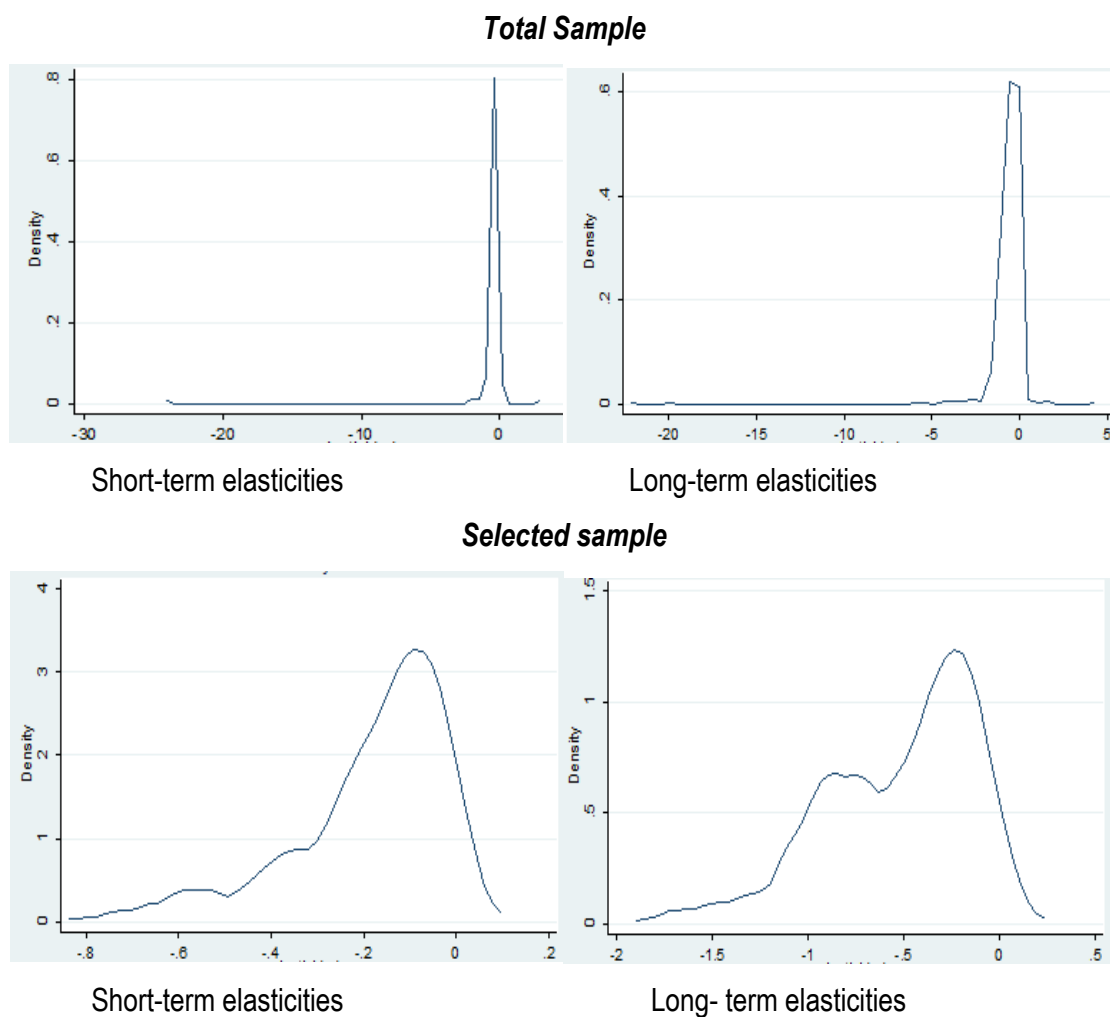 Total Sample
Density
0 .2 .4 .6 .8
-30 -20 -10 0
Density
0 .2 .4 .6
-20 -15 -10 -5 0 5
Short-term elasticities
Long-term elasticities
Selected sample
Density
0 1 2 3 4
-.8 -.6 -.4 -.2 0 .2
Density
0 .5 1 1.5
-2 -1.5 -1 -.5 0 .5
Short-term elasticities
Long- term elasticities